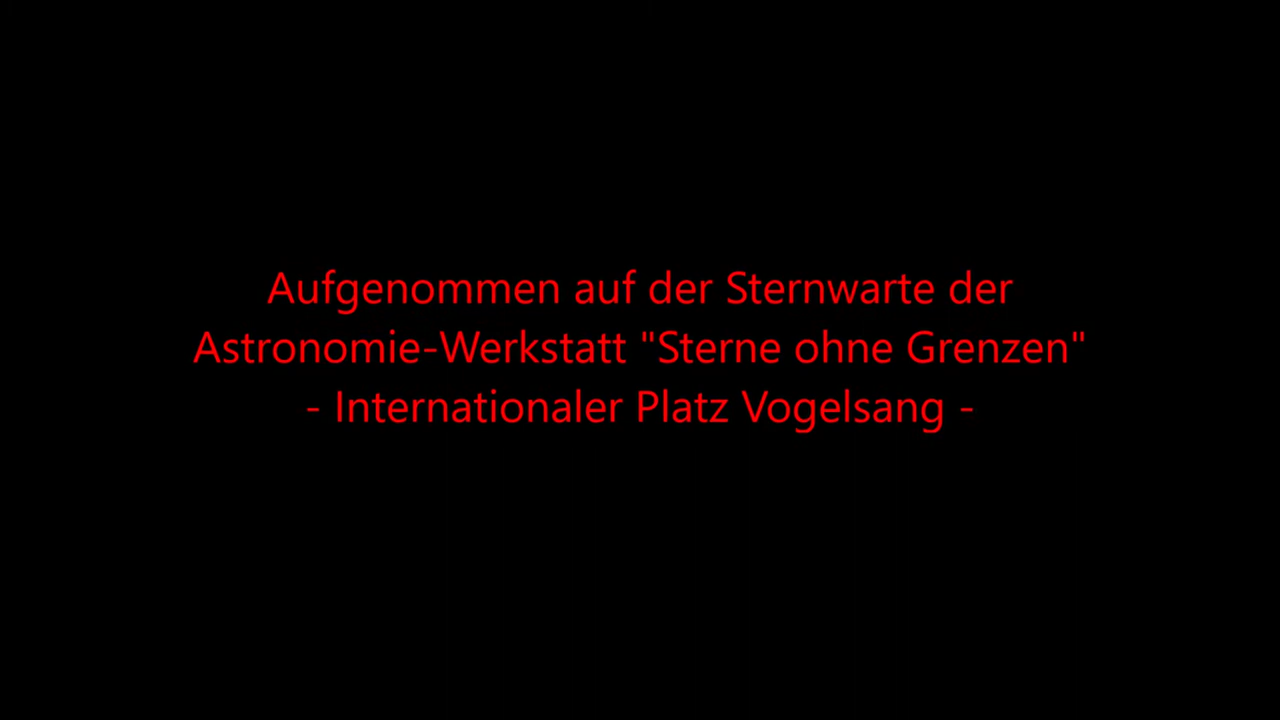 Aufgenommen auf der Sternwarte der
Astronomie-Werkstatt "Sterne ohne Grenzen"
- Internationaler Platz Vogelsang -